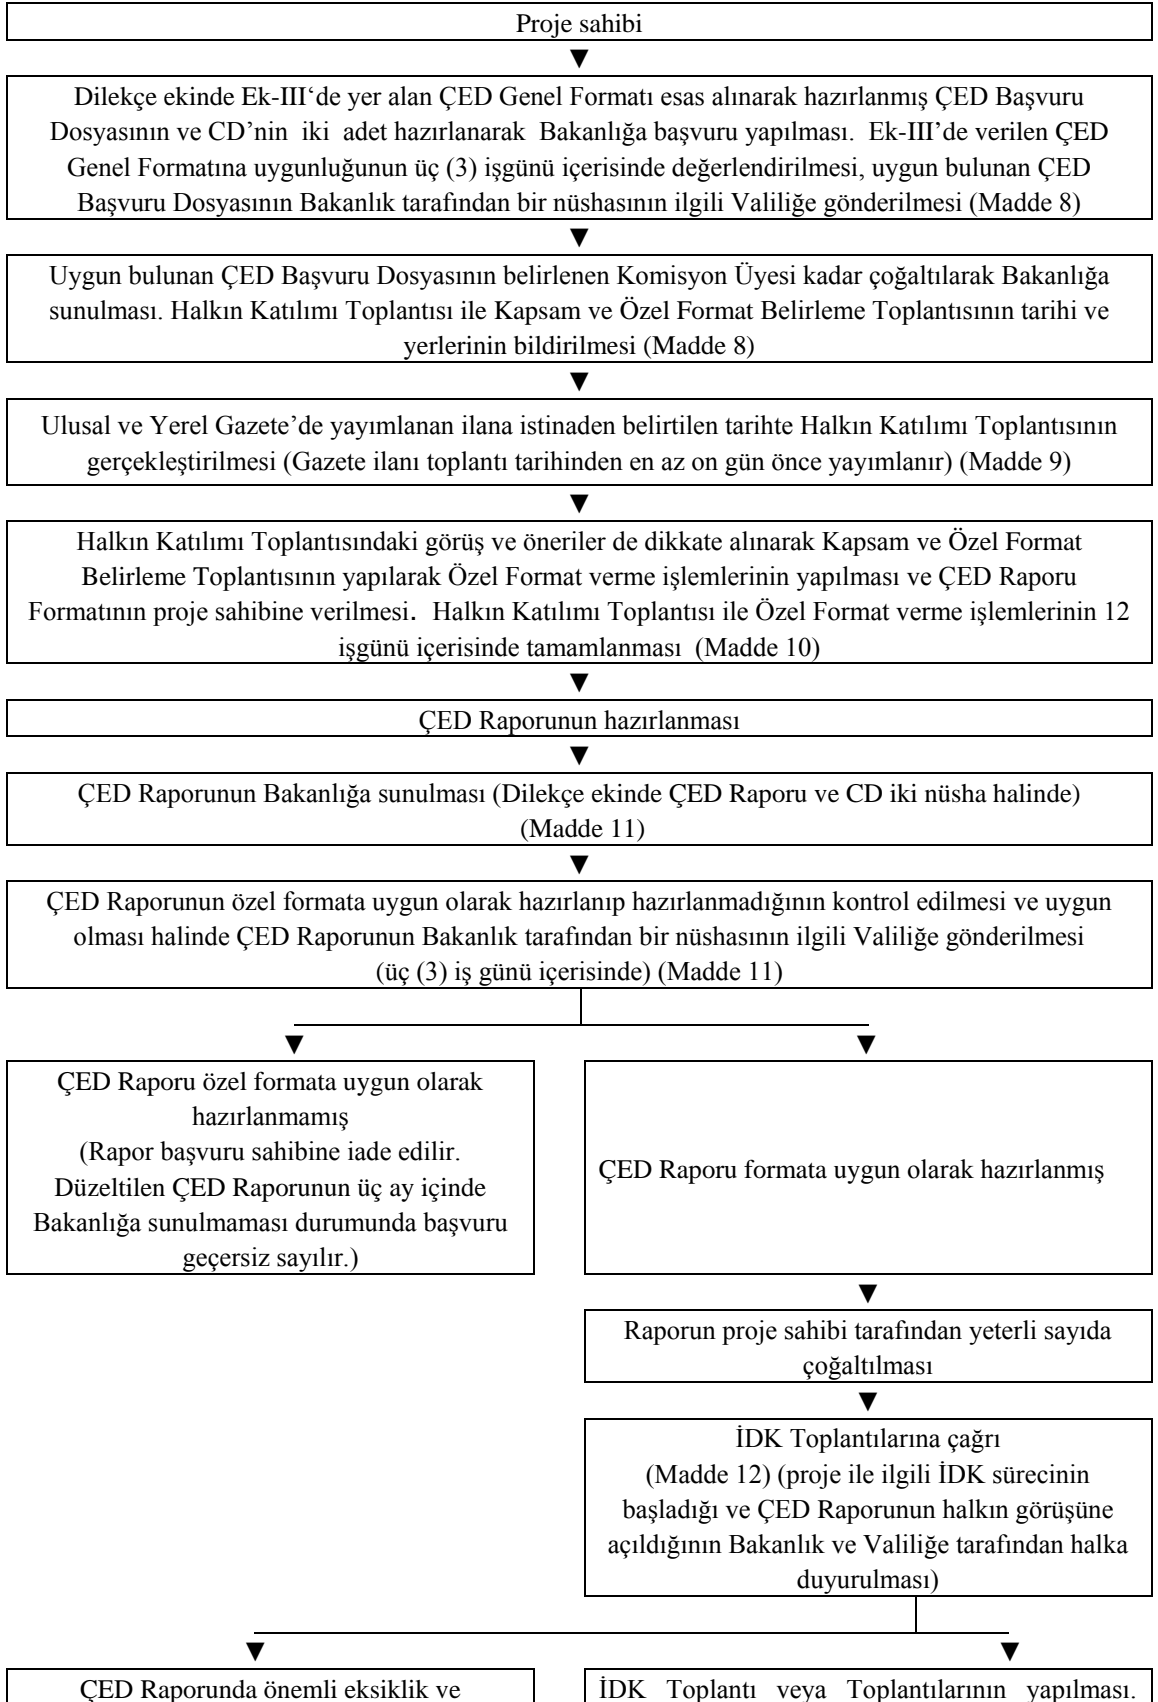 Proje sahibi
▼
Dilekçe ekinde Ek-III‘de yer alan ÇED Genel Formatı esas alınarak hazırlanmış ÇED Başvuru
Dosyasının ve CD’nin iki adet hazırlanarak Bakanlığa başvuru yapılması. Ek-III’de verilen ÇED
Genel Formatına uygunluğunun üç (3) işgünü içerisinde değerlendirilmesi, uygun bulunan ÇED
Başvuru Dosyasının Bakanlık tarafından bir nüshasının ilgili Valiliğe gönderilmesi (Madde 8)
▼
Uygun bulunan ÇED Başvuru Dosyasının belirlenen Komisyon Üyesi kadar çoğaltılarak Bakanlığa
sunulması. Halkın Katılımı Toplantısı ile Kapsam ve Özel Format Belirleme Toplantısının tarihi ve
yerlerinin bildirilmesi (Madde 8)
▼
Ulusal ve Yerel Gazete’de yayımlanan ilana istinaden belirtilen tarihte Halkın Katılımı Toplantısının
gerçekleştirilmesi (Gazete ilanı toplantı tarihinden en az on gün önce yayımlanır) (Madde 9)
▼
Halkın Katılımı Toplantısındaki görüş ve öneriler de dikkate alınarak Kapsam ve Özel Format
Belirleme Toplantısının yapılarak Özel Format verme işlemlerinin yapılması ve ÇED Raporu
Formatının proje sahibine verilmesi. Halkın Katılımı Toplantısı ile Özel Format verme işlemlerinin 12
işgünü içerisinde tamamlanması (Madde 10)
▼
ÇED Raporunun hazırlanması
▼
ÇED Raporunun Bakanlığa sunulması (Dilekçe ekinde ÇED Raporu ve CD iki nüsha halinde)
(Madde 11)
▼
ÇED Raporunun özel formata uygun olarak hazırlanıp hazırlanmadığının kontrol edilmesi ve uygun
olması halinde ÇED Raporunun Bakanlık tarafından bir nüshasının ilgili Valiliğe gönderilmesi
(üç (3) iş günü içerisinde) (Madde 11)
▼ ▼
ÇED Raporu özel formata uygun olarak
hazırlanmamış
(Rapor başvuru sahibine iade edilir.
Düzeltilen ÇED Raporunun üç ay içinde
Bakanlığa sunulmaması durumunda başvuru
geçersiz sayılır.)
ÇED Raporu formata uygun olarak hazırlanmış
▼
Raporun proje sahibi tarafından yeterli sayıda
çoğaltılması
▼
İDK Toplantılarına çağrı
(Madde 12) (proje ile ilgili İDK sürecinin
başladığı ve ÇED Raporunun halkın görüşüne
açıldığının Bakanlık ve Valiliğe tarafından halka
duyurulması)
▼ ▼
ÇED Raporunda önemli eksiklik ve
İDK Toplantı veya Toplantılarının yapılması.